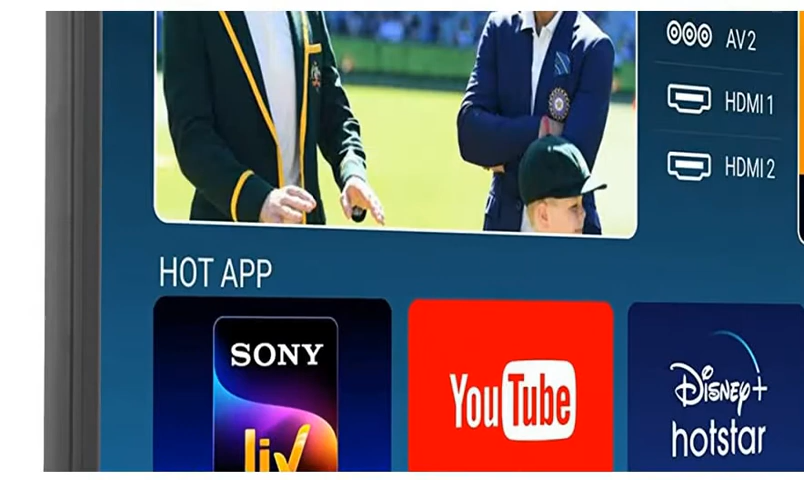 AV2
HDMI 1
HDMI 2
HOT APP
SONY
liv
YouTube
Disney+
hotstar